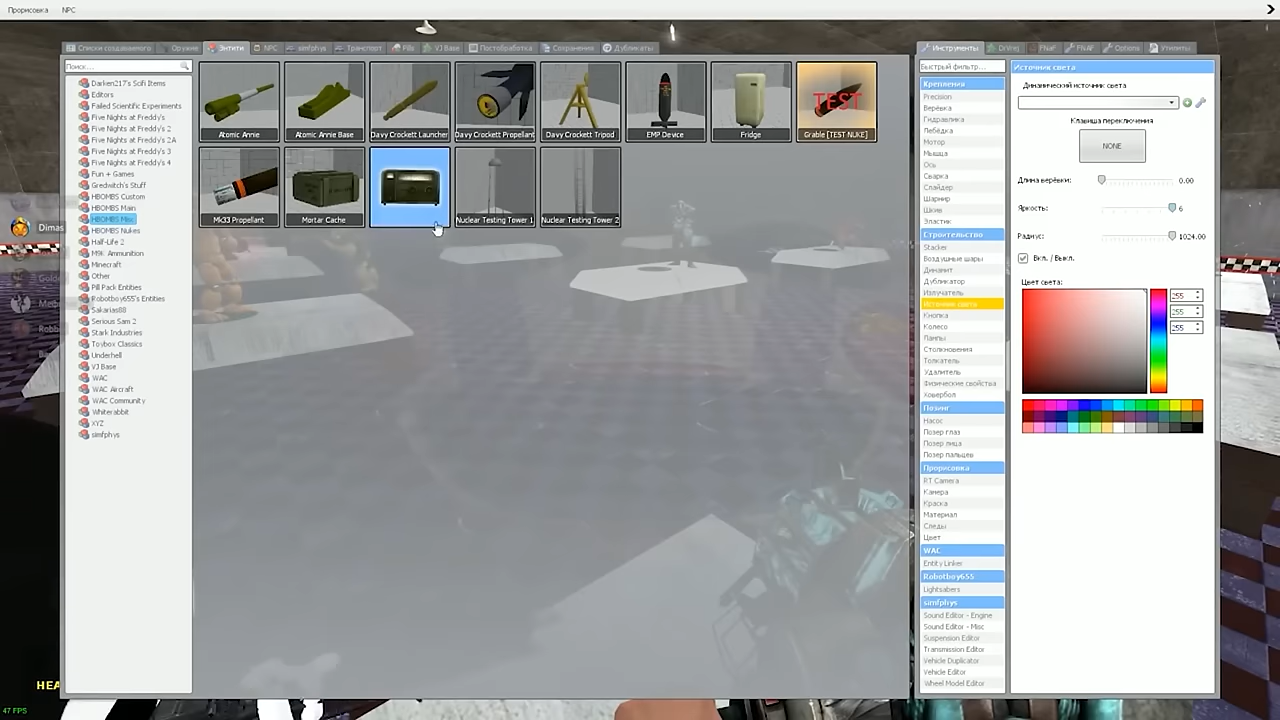 Прорисовка NPC
Списки создаваемого Оружие Энтити NPC simfphys Транспорт Pills VJ Base Постобработка Сохранения Дубликаты
Инструменты DrVrej FNaF FNAF Options Утилиты
Поиск...
Darken217's SciFi Items
Editors
Failed Scientific Experiments
Five Nights at Freddy's
Five Nights at Freddy's 2
Five Nights at Freddy's 2A
Five Nights at Freddy's 3
Five Nights at Freddy's 4
Fun + Games
Gredwitch's Stuff
HBOMBS Custom
HBOMBS Main
HBOMBS Misc
HBOMBS Nukes
Half-Life 2
M9K Ammunition
Minecraft
Other
Pill Pack Entities
Robotboy655's Entities
Sakarias88
Serious Sam 2
Stark Industries
Toybox Classics
Underhell
VJ Base
WAC
WAC Aircraft
WAC Community
Whiterabbit
XYZ
simfphys
Atomic Annie
Atomic Annie Base
Davy Crockett Launcher
Davy Crockett Propellant
Davy Crockett Tripod
EMP Device
Fridge
TEST
Grable [TEST NUKE]
Mk33 Propellant
Mortar Cache
Nuclear Testing Tower 1
Nuclear Testing Tower 2
Быстрый фильтр...
Крепления
Precision
Верёвка
Гидравлика
Лебёдка
Мотор
Мышца
Ось
Сварка
Слайдер
Шарнир
Шкив
Эластик
Строительство
Stacker
Воздушные шары
Динамит
Дубликатор
Излучатель
Источник света
Кнопка
Колесо
Лампы
Столкновения
Толкатель
Удалитель
Физические свойства
Ховербол
Позинг
Насос
Позер глаз
Позер лица
Позер пальцев
Прорисовка
RT Camera
Камера
Краска
Материал
Следы
Цвет
WAC
Entity Linker
Robotboy655
Lightsabers
simfphys
Sound Editor - Engine
Sound Editor - Misc
Suspension Editor
Transmission Editor
Vehicle Duplicator
Vehicle Editor
Wheel Model Editor
Источник света
Динамический источник света
Клавиша переключения
NONE
Длина верёвки: 0.00
Яркость: 6
Радиус: 1024.00
Вкл. / Выкл.
Цвет света:
255
255
255
Dimas
HEA
47 FPS